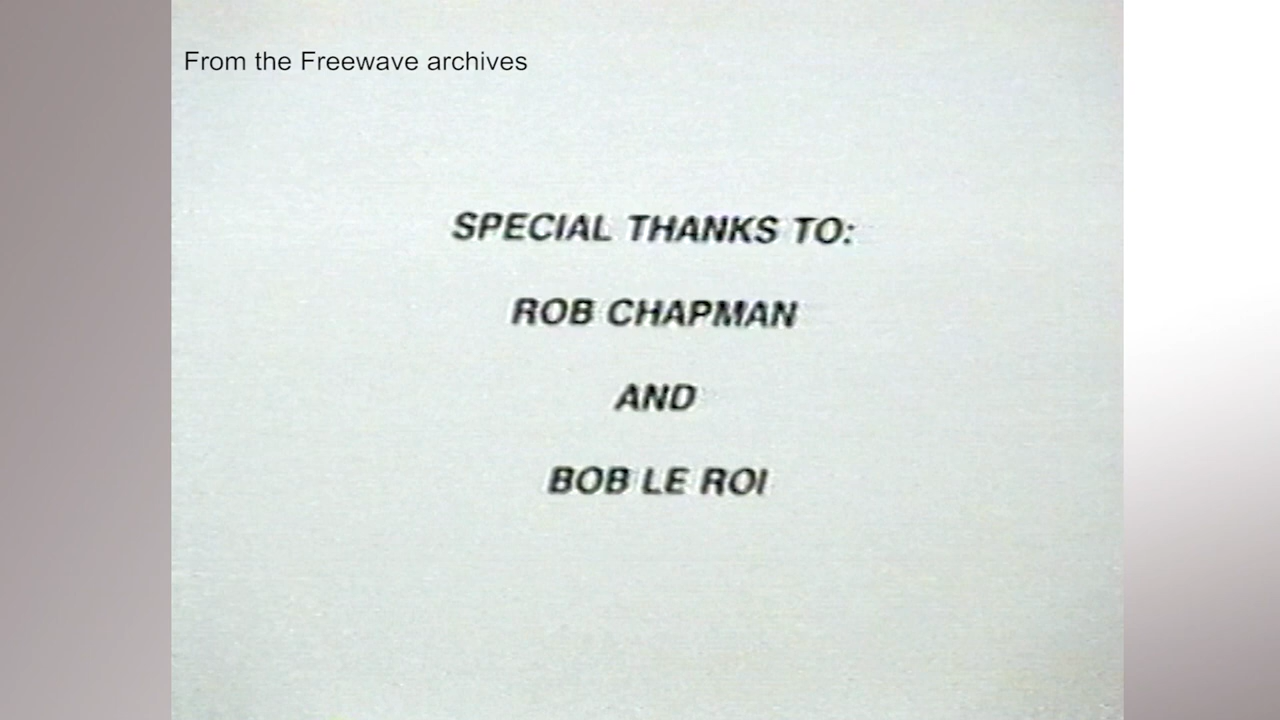 From the Freewave archives
SPECIAL THANKS TO:
ROB CHAPMAN
AND
BOB LE ROI